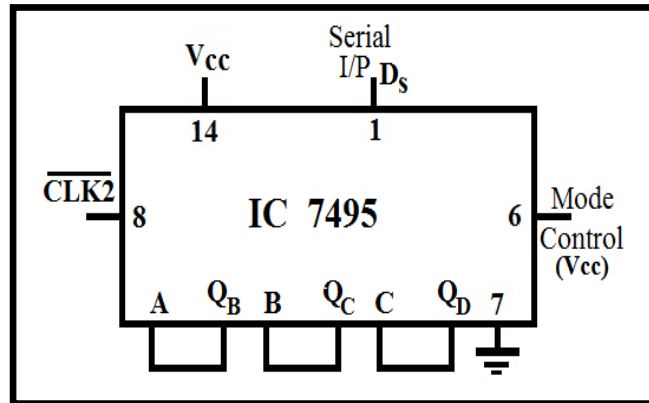 Serial
Vcc I/P Ds
14 1
CLK2
8 IC 7495 6 Mode
Control
(Vcc)
A QB B QC C QD 7